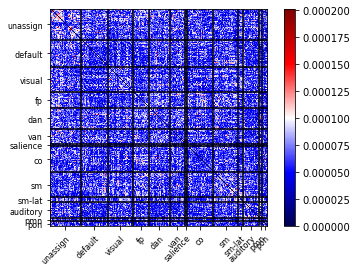 unassign
default
visual
fp
dan
van
salience
co
sm
sm-lat
auditory
pmn
pon
unassign
default
visual
fp
dan
van
salience
co
sm
sm-lat
auditory
0.000200
0.000175
0.000150
0.000125
0.000100
0.000075
0.000050
0.000025
0.000000